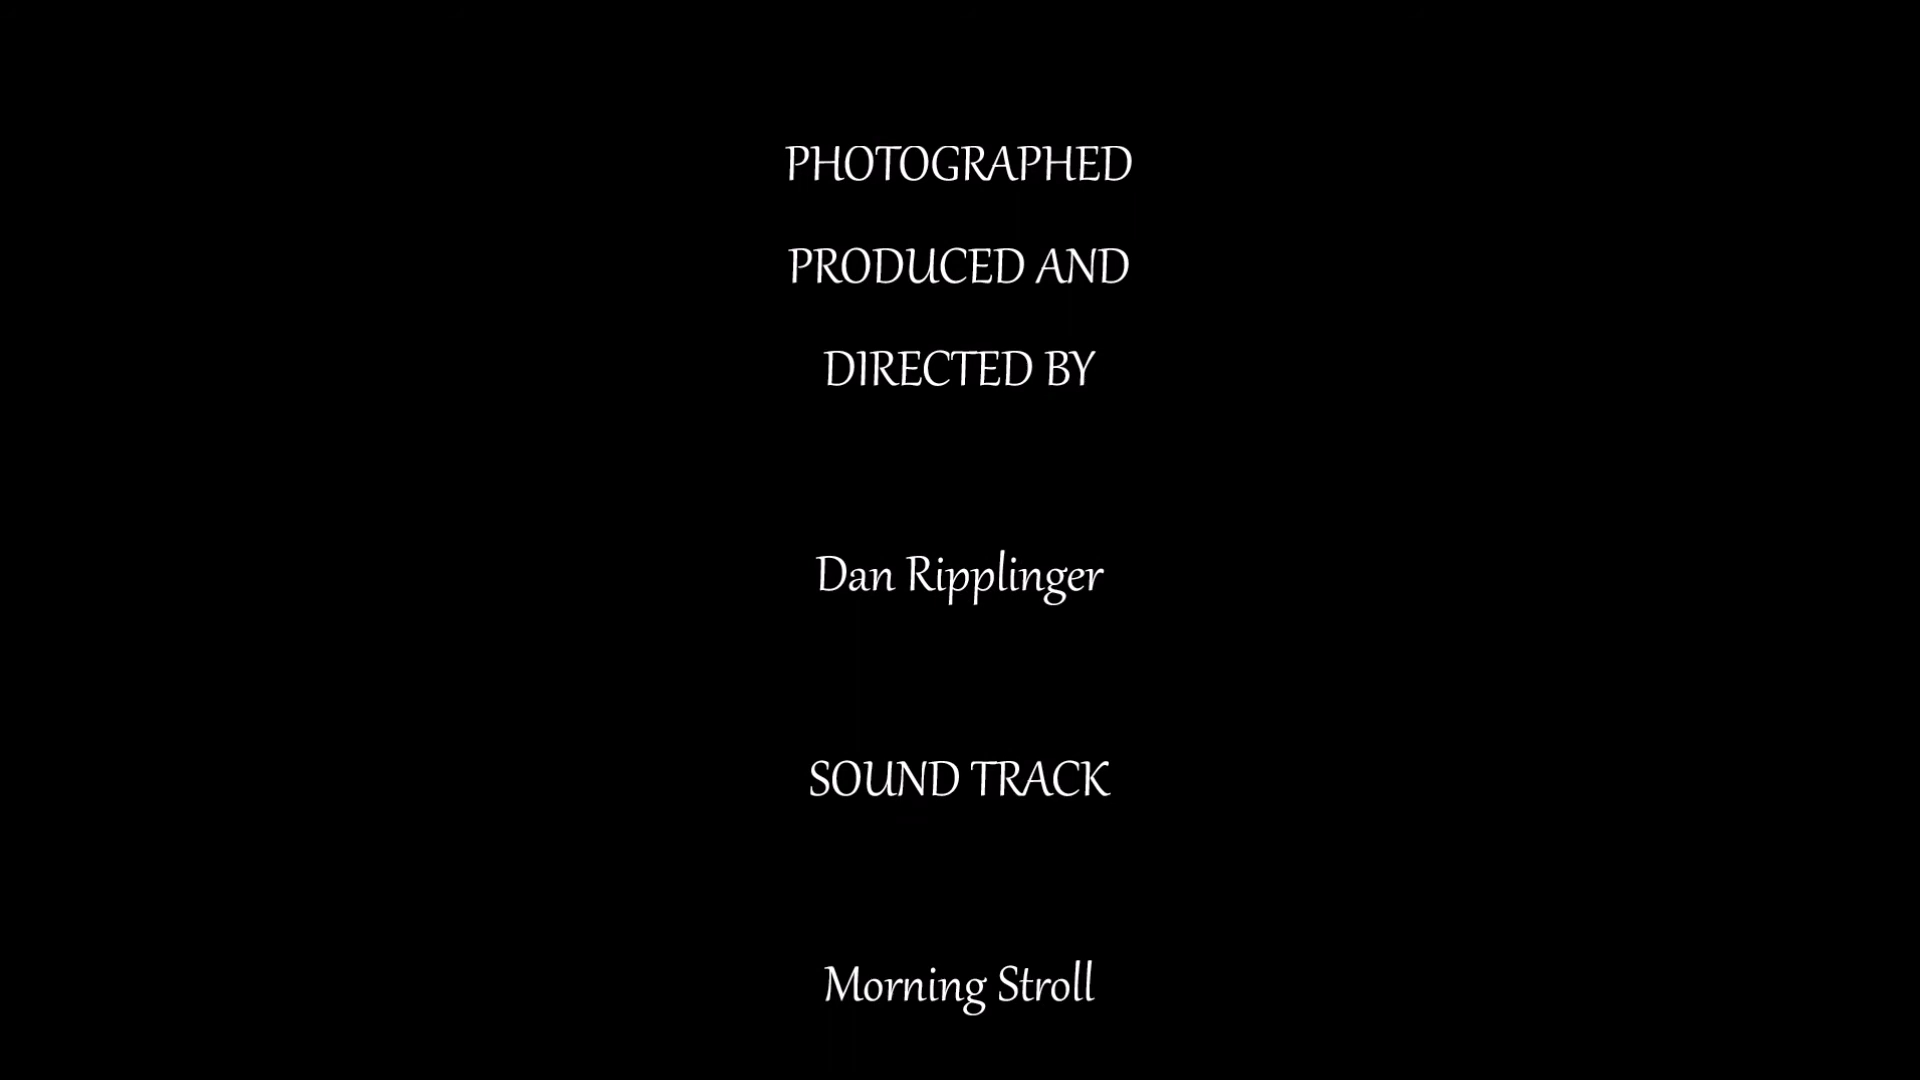 PHOTOGRAPHED
PRODUCED AND
DIRECTED BY
Dan Ripplinger
SOUND TRACK
Morning Stroll